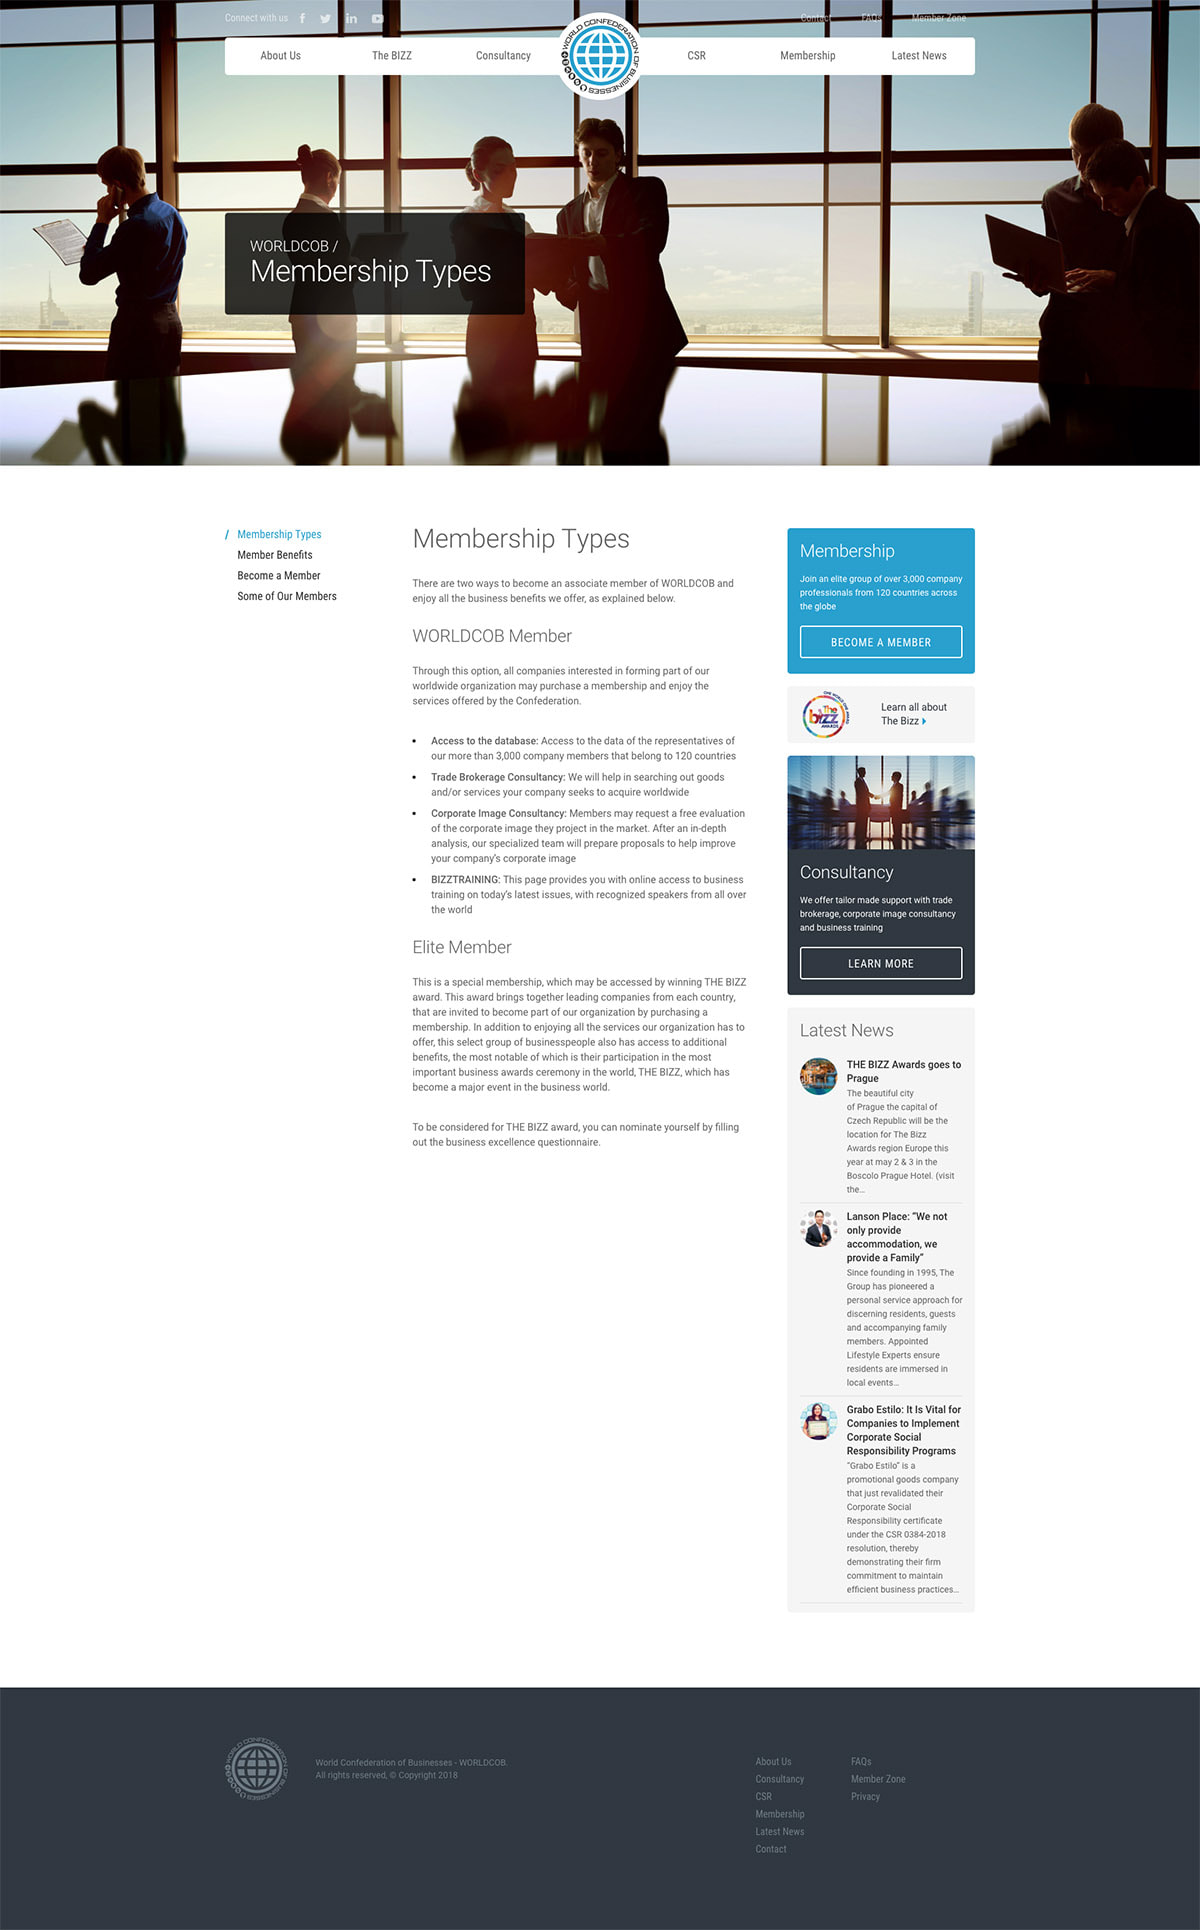 Connect with us
Contact
FAQs
Member Zone
About Us
The BIZZ
Consultancy
WORLD CONFEDERATION OF BUSINESSES
CSR
Membership
Latest News
WORLDCOB /
Membership Types
/ Membership Types
Member Benefits
Become a Member
Some of Our Members
Membership Types
There are two ways to become an associate member of WORLDCOB and
enjoy all the business benefits we offer, as explained below.
WORLDCOB Member
Through this option, all companies interested in forming part of our
worldwide organization may purchase a membership and enjoy the
services offered by the Confederation.
• Access to the database: Access to the data of the representatives of
our more than 3,000 company members that belong to 120 countries
• Trade Brokerage Consultancy: We will help in searching out goods
and/or services your company seeks to acquire worldwide
• Corporate Image Consultancy: Members may request a free evaluation
of the corporate image they project in the market. After an in-depth
analysis, our specialized team will prepare proposals to help improve
your company's corporate image
• BIZZTRAINING: This page provides you with online access to business
training on today's latest issues, with recognized speakers from all over
the world
Elite Member
This is a special membership, which may be accessed by winning THE BIZZ
award. This award brings together leading companies from each country,
that are invited to become part of our organization by purchasing a
membership. In addition to enjoying all the services our organization has to
offer, this select group of businesspeople also has access to additional
benefits, the most notable of which is their participation in the most
important business awards ceremony in the world, THE BIZZ, which has
become a major event in the business world.
To be considered for THE BIZZ award, you can nominate yourself by filling
out the business excellence questionnaire.
Membership
Join an elite group of over 3,000 company
professionals from 120 countries across
the globe
BECOME A MEMBER
The
bizz
AWARDS
Learn all about
The Bizz
Consultancy
We offer tailor made support with trade
brokerage, corporate image consultancy
and business training
LEARN MORE
Latest News
THE BIZZ Awards goes to
Prague
The beautiful city
of Prague the capital of
Czech Republic will be the
location for The Bizz
Awards region Europe this
year at may 2 & 3 in the
Boscolo Prague Hotel. (visit
the...
Lanson Place: “We not
only provide
accommodation, we
provide a Family”
Since founding in 1995, The
Group has pioneered a
personal service approach for
discerning residents, guests
and accompanying family
members. Appointed
Lifestyle Experts ensure
residents are immersed in
local events...
Grabo Estilo: It Is Vital for
Companies to Implement
Corporate Social
Responsibility Programs
“Grabo Estilo” is a
promotional goods company
that just revalidated their
Corporate Social
Responsibility certificate
under the CSR 0384-2018
resolution, thereby
demonstrating their firm
commitment to maintain
efficient business practices...
WORLD CONFEDERATION OF BUSINESSES
World Confederation of Businesses - WORLDCOB.
All rights reserved, © Copyright 2018
About Us
Consultancy
CSR
Membership
Latest News
Contact
FAQs
Member Zone
Privacy